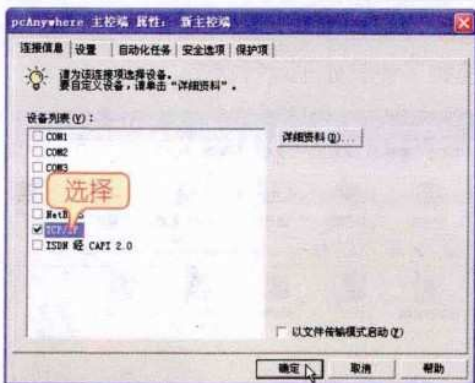 pcAnywhere 主控端 属性: 新主控端
连接信息 设置 自动化任务 安全选项 保护项
请为该连接项选择设备。
要自定义设备，请单击“详细资料”。
设备列表(V):
详细资料(D)...
COM1
COM2
COM3
选择
TCP/IP
ISDN 经 CAPI 2.0
以文件传输模式启动(Z)
确定 取消 帮助